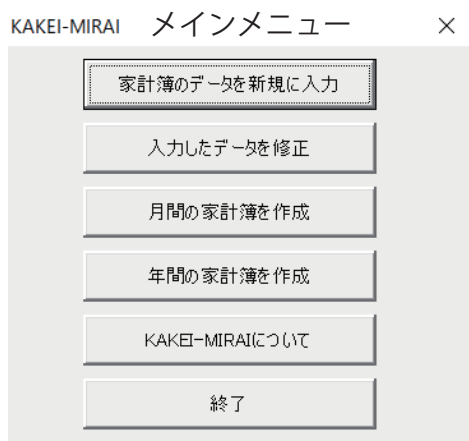 KAKEI-MIRAI メインメニュー ×
家計簿のデータを新規に入力
入力したデータを修正
月間の家計簿を作成
年間の家計簿を作成
KAKEI-MIRAIについて
終了